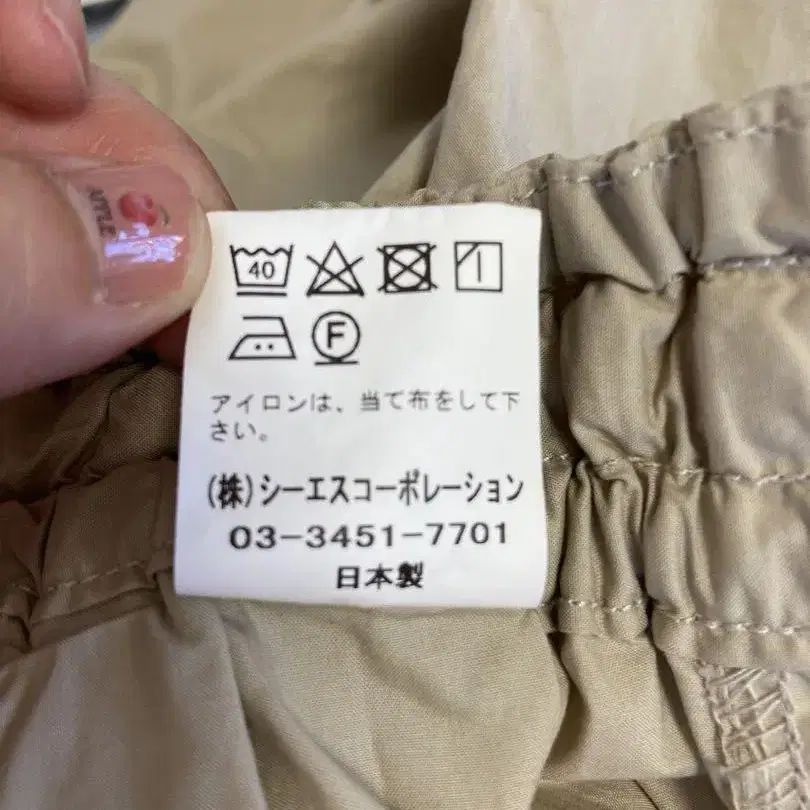 40
F
アイロンは、当て布をして下
さい。
(株)シーエスコーポレーション
03-3451-7701
日本製